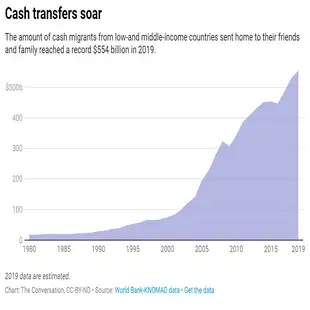 Cash transfers soar
The amount of cash migrants from low-and middle-income countries sent home to their friends
and family reached a record $554 billion in 2019.
$500b
400
300
200
100
0
1980 1985 1990 1995 2000 2005 2010 2015 2019
2019 data are estimated.
Chart: The Conversation, CC-BY-ND • Source: World Bank-KNOMAD data • Get the data